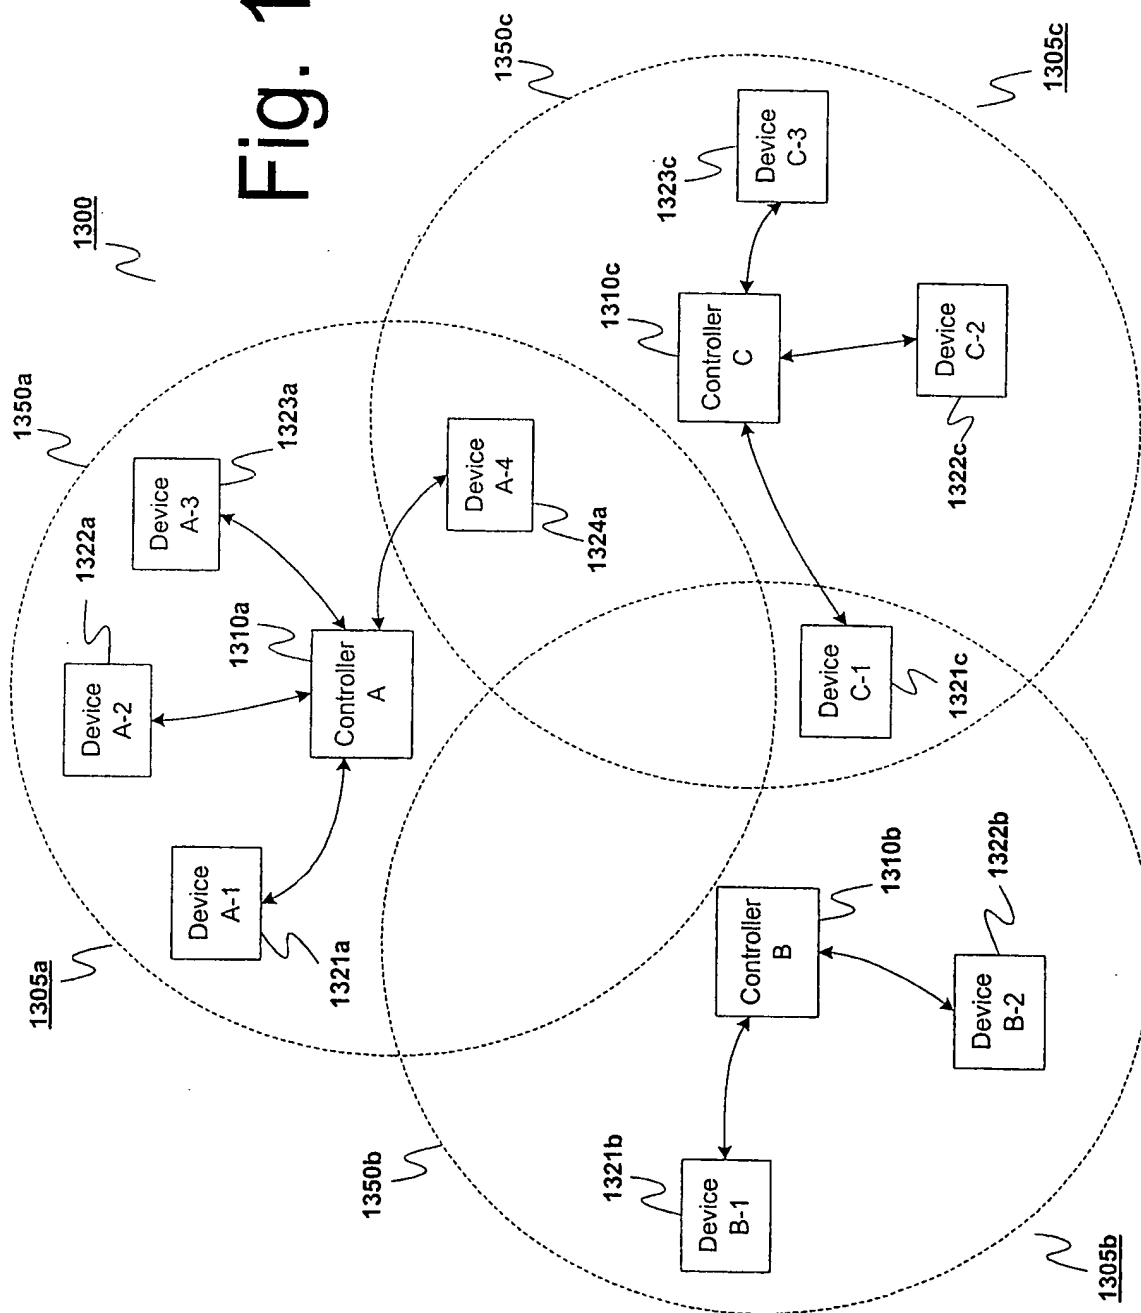 1350a
1305a
1300
1322a
Device
A-2
Device
A-3
Device
A-1
1310a
1323a
Fig. 1
1321a
Controller
A
1350b
Device
A-4
1350c
1324a
1321b
1310c
1323c
Device
B-1
Controller
C
Device
C-3
Controller
B
Device
C-1
1310b
1321c
Device
C-2
1322c
Device
B-2
1322b
1305c
1305b